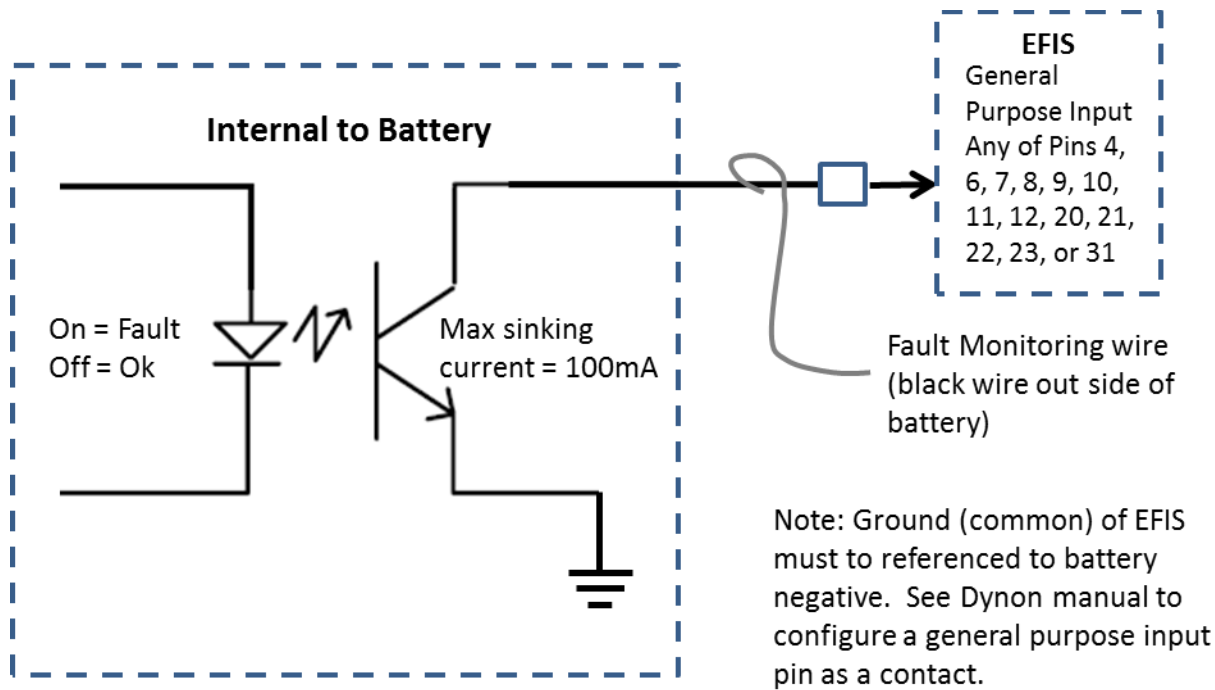 EFIS
General
Purpose Input
Any of Pins 4,
6, 7, 8, 9, 10,
11, 12, 20, 21,
22, 23, or 31
Internal to Battery
On = Fault
Off = Ok
Max sinking
current = 100mA
Fault Monitoring wire
(black wire out side of
battery)
Note: Ground (common) of EFIS
must to referenced to battery
negative.  See Dynon manual to
configure a general purpose input
pin as a contact.